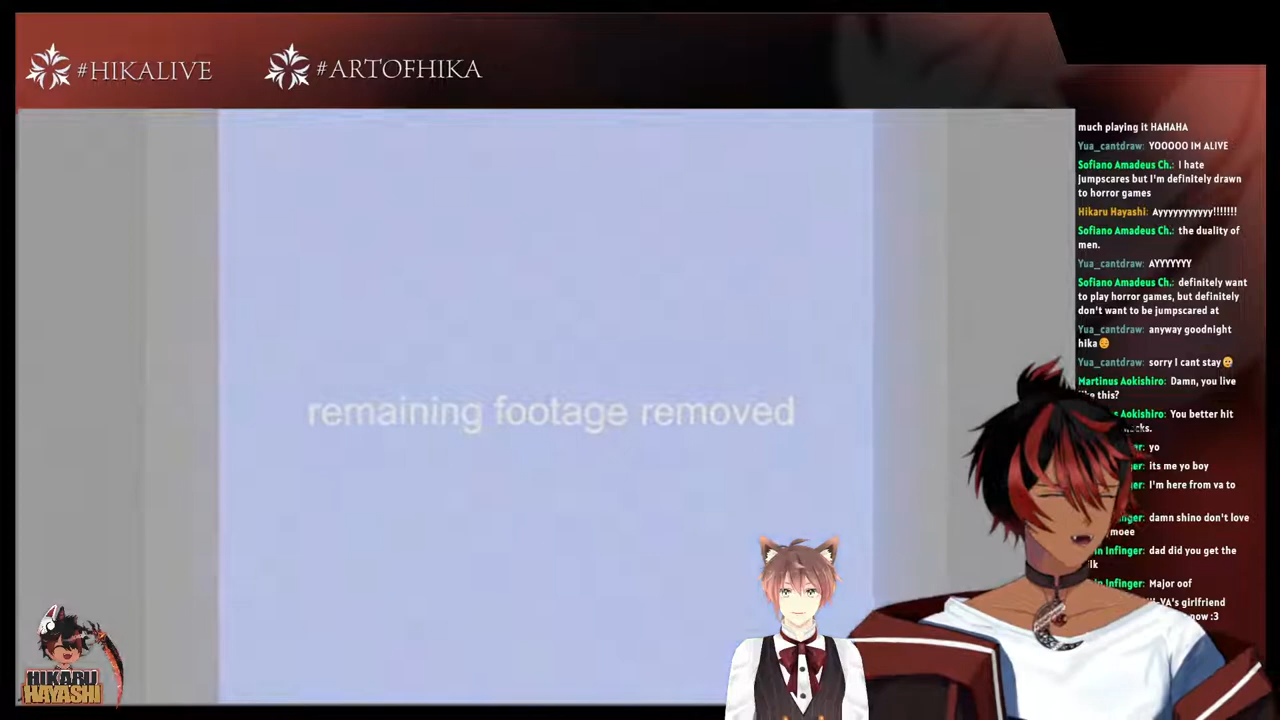 #HIKALIVE
#ARTOFHIKA
remaining footage removed
much playing it HAHAHA
Yua_cantdraw: YOOOOO IM ALIVE
Sofiano Amadeus Ch.: I hate
jumpscares but I'm definitely drawn
to horror games
Hikaru Hayashi: Ayyyyyyyyyy!!!!!!!
Sofiano Amadeus Ch.: the duality of
men.
Yua_cantdraw: AYYYYYYY
Sofiano Amadeus Ch.: definitely want
to play horror games, but definitely
don't want to be jumpscared at
Yua_cantdraw: anyway goodnight
hika
Yua_cantdraw: sorry I cant stay
Martinus Aokishiro: Damn, you live
this?
You better hit
yo
its me yo boy
I'm here from va to
damn shino don't love
Infinger: dad did you get the
Infinger: Major oof
girlfriend
now :3
HIKARU
HAYASHI